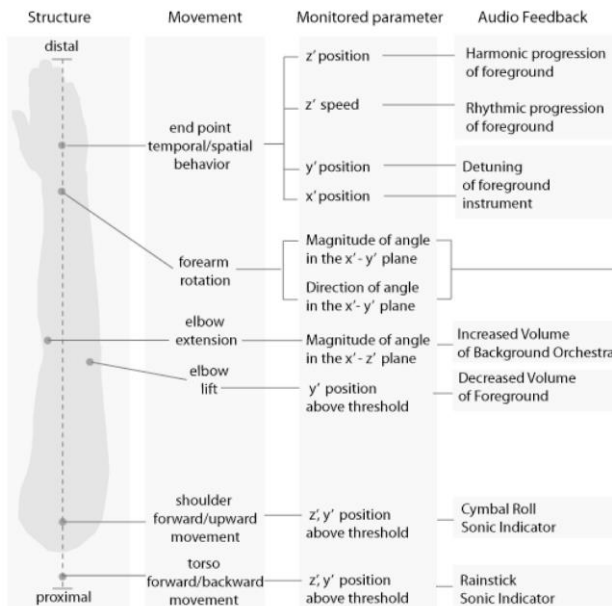 Structure
Movement
Monitored parameter
Audio Feedback
distal
z' position
Harmonic progression
of foreground
end point
temporal/spatial
behavior
z' speed
Rhythmic progression
of foreground
y' position
x' position
Detuning
of foreground
instrument
forearm
rotation
Magnitude of angle
in the x' - y' plane
Direction of angle
in the x' - y' plane
elbow
extension
Magnitude of angle
in the x' - z' plane
Increased Volume
of Background Orchestra
elbow
lift
y' position
above threshold
Decreased Volume
of Foreground
shoulder
forward/upward
movement
z', y' position
above threshold
Cymbal Roll
Sonic Indicator
torso
forward/backward
movement
z', y' position
above threshold
Rainstick
Sonic Indicator
proximal